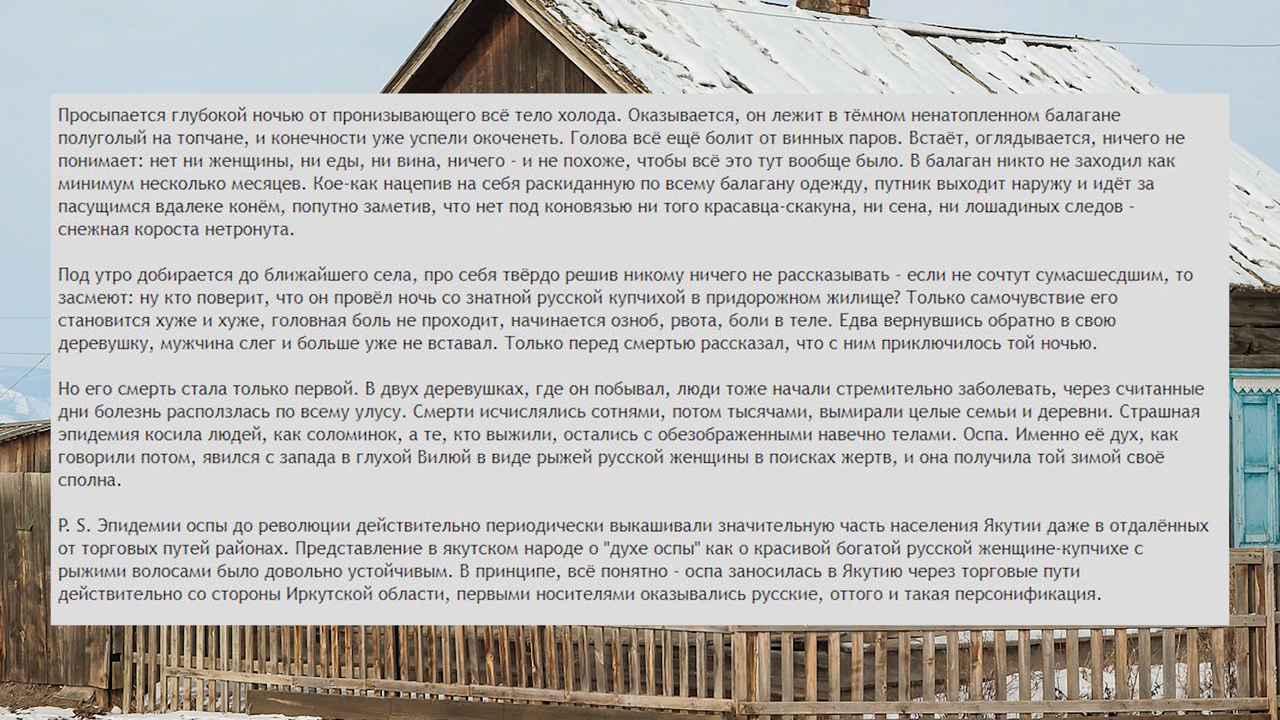 Просыпается глубокой ночью от пронизывающего всё тело холода. Оказывается, он лежит в тёмном ненатопленном балагане
полуголый на топчане, и конечности уже успели окоченеть. Голова всё ещё болит от винных паров. Встаёт, оглядывается, ничего не
понимает: нет ни женщины, ни еды, ни вина, ничего - и не похоже, чтобы всё это тут вообще было. В балаган никто не заходил как
минимум несколько месяцев. Кое-как нацепив на себя раскиданную по всему балагану одежду, путник выходит наружу и идёт за
пасущимся вдалеке конём, попутно заметив, что нет под коновязью ни того красавца-скакуна, ни сена, ни лошадиных следов -
снежная короста нетронута.

Под утро добирается до ближайшего села, про себя твёрдо решив никому ничего не рассказывать - если не сочтут сумасшесдшим, то
засмеют: ну кто поверит, что он провёл ночь со знатной русской купчихой в придорожном жилище? Только самочувствие его
становится хуже и хуже, головная боль не проходит, начинается озноб, рвота, боли в теле. Едва вернувшись обратно в свою
деревушку, мужчина слег и больше уже не вставал. Только перед смертью рассказал, что с ним приключилось той ночью.

Но его смерть стала только первой. В двух деревушках, где он побывал, люди тоже начали стремительно заболевать, через считанные
дни болезнь расползлась по всему улусу. Смерти исчислялись сотнями, потом тысячами, вымирали целые семьи и деревни. Страшная
эпидемия косила людей, как соломинок, а те, кто выжили, остались с обезображенными навечно телами. Оспа. Именно её дух, как
говорили потом, явился с запада в глухой Вилюй в виде рыжей русской женщины в поисках жертв, и она получила той зимой своё
сполна.

P. S. Эпидемии оспы до революции действительно периодически выкашивали значительную часть населения Якутии даже в отдалённых
от торговых путей районах. Представление в якутском народе о "духе оспы" как о красивой богатой русской женщине-купчихе с
рыжими волосами было довольно устойчивым. В принципе, всё понятно - оспа заносилась в Якутию через торговые пути
действительно со стороны Иркутской области, первыми носителями оказывались русские, оттого и такая персонификация.